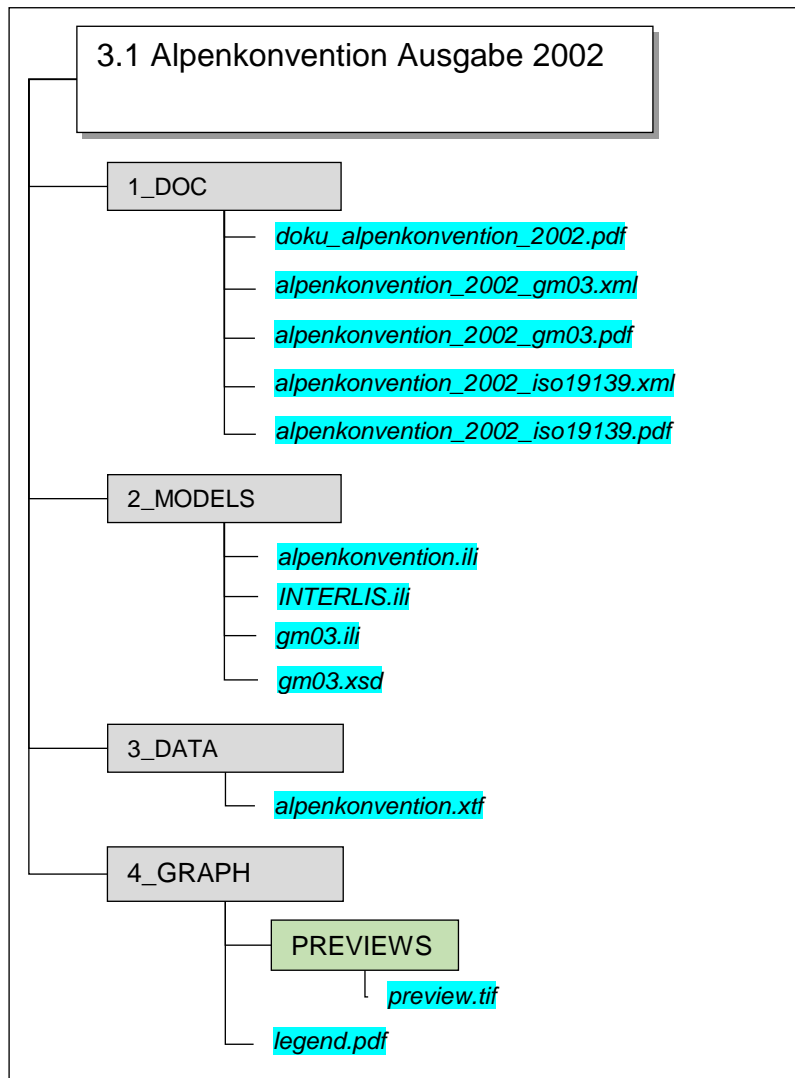 3.1 Alpenkonvention Ausgabe 2002
1_DOC
doku_alpenkonvention_2002.pdf
alpenkonvention_2002_gm03.xml
alpenkonvention_2002_gm03.pdf
alpenkonvention_2002_iso19139.xml
alpenkonvention_2002_iso19139.pdf
2_MODELS
alpenkonvention.ili
INTERLIS.ili
gm03.ili
gm03.xsd
3_DATA
alpenkonvention.xtf
4_GRAPH
PREVIEWS
preview.tif
legend.pdf